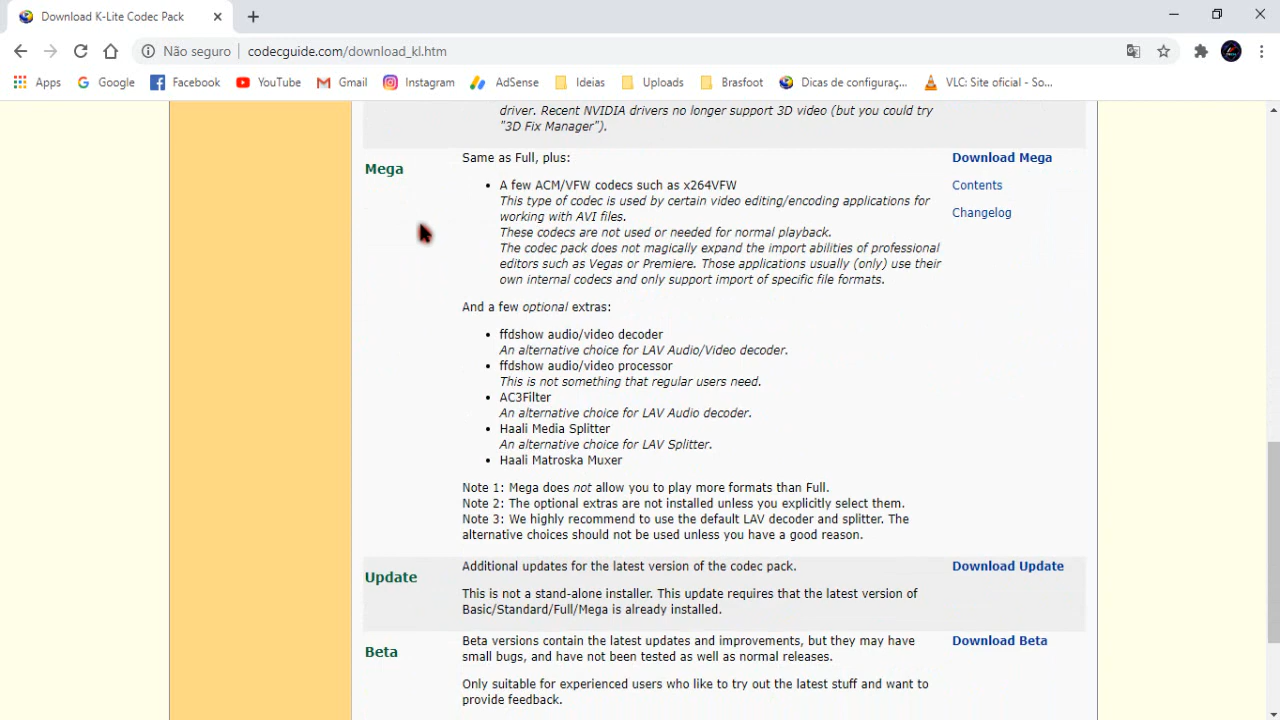 Download K-Lite Codec Pack
Não seguro
codecguide.com/download_kl.htm
Apps
Google
Facebook
YouTube
Gmail
Instagram
AdSense
Ideias
Uploads
Brasfoot
Dicas de configuraç...
VLC: Site oficial - So...
driver. Recent NVIDIA drivers no longer support 3D video (but you could try
"3D Fix Manager").
Mega
Same as Full, plus:
Download Mega
A few ACM/VFW codecs such as x264VFW
Contents
This type of codec is used by certain video editing/encoding applications for
working with AVI files.
Changelog
These codecs are not used or needed for normal playback.
The codec pack does not magically expand the import abilities of professional
editors such as Vegas or Premiere. Those applications usually (only) use their
own internal codecs and only support import of specific file formats.
And a few optional extras:
ffdshow audio/video decoder
An alternative choice for LAV Audio/Video decoder.
ffdshow audio/video processor
This is not something that regular users need.
AC3Filter
An alternative choice for LAV Audio decoder.
Haali Media Splitter
An alternative choice for LAV Splitter.
Haali Matroska Muxer
Note 1: Mega does not allow you to play more formats than Full.
Note 2: The optional extras are not installed unless you explicitly select them.
Note 3: We highly recommend to use the default LAV decoder and splitter. The
alternative choices should not be used unless you have a good reason.
Update
Additional updates for the latest version of the codec pack.
Download Update
This is not a stand-alone installer. This update requires that the latest version of
Basic/Standard/Full/Mega is already installed.
Beta
Beta versions contain the latest updates and improvements, but they may have
Download Beta
small bugs, and have not been tested as well as normal releases.
Only suitable for experienced users who like to try out the latest stuff and want to
provide feedback.